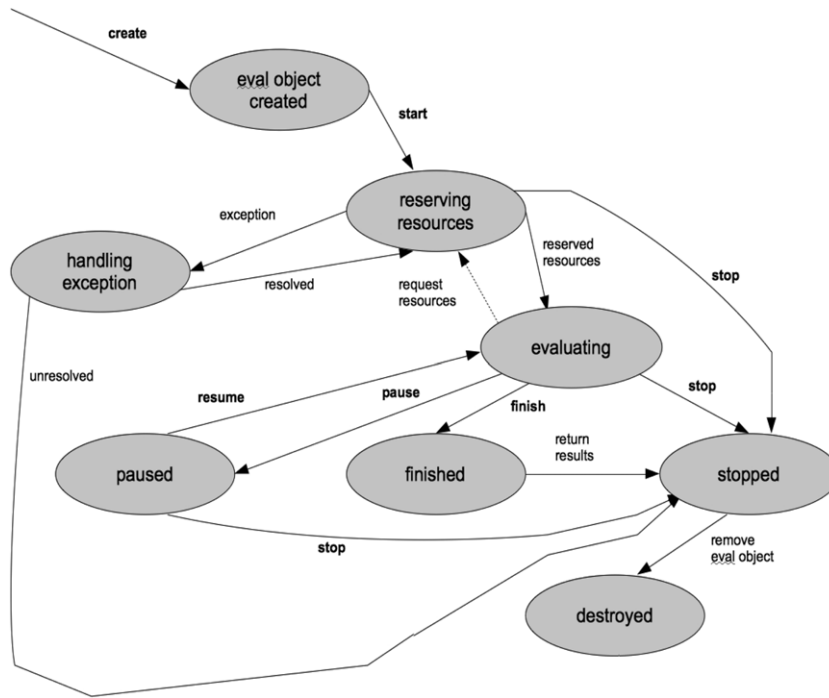 create
eval object
created
start
reserving
resources
exception
handling
exception
resolved
request
resources
reserved
resources
stop
evaluating
unresolved
resume
pause
finish
stop
paused
finished
return
results
stopped
stop
remove
eval object
destroyed